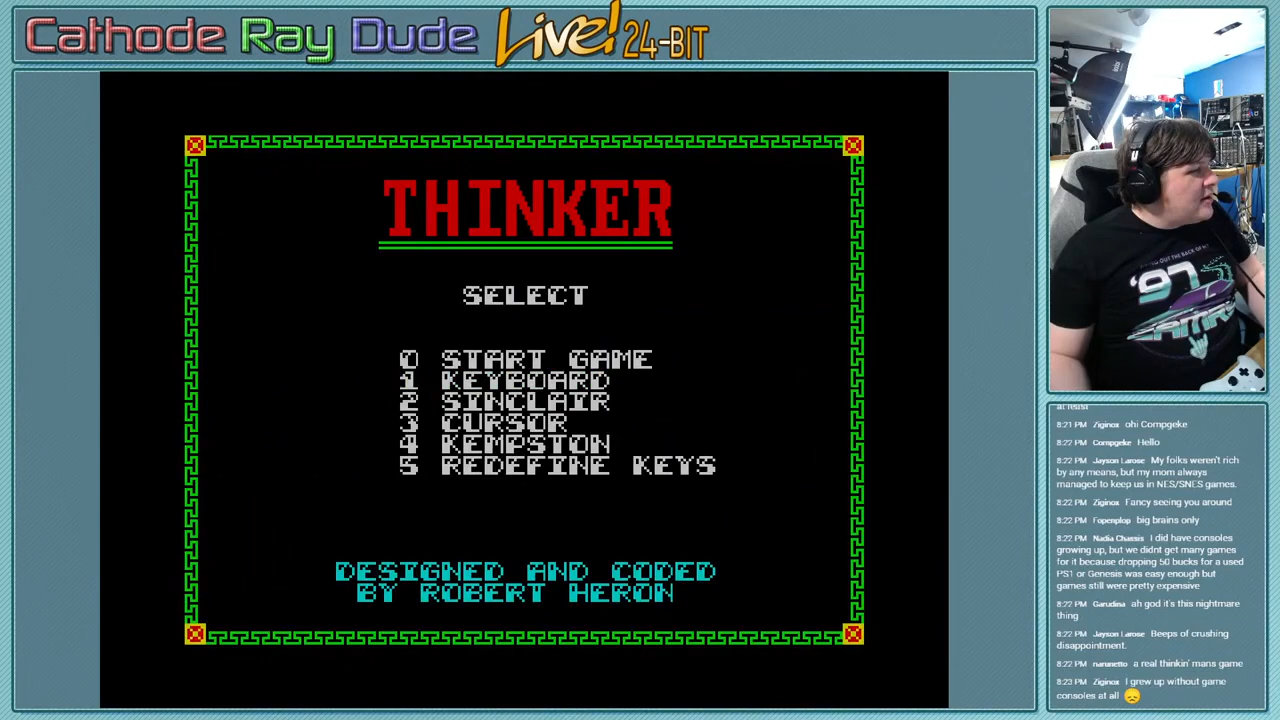 Cathode Ray Dude Live! 24-BIT
THINKER
SELECT
0 START GAME
1 KEYBOARD
2 SINCLAIR
3 CURSOR
4 KEMPSTON
5 REDEFINE KEYS
DESIGNED AND CODED
BY ROBERT HERON
'97
8:21 PM Ziginox ohi Compgeke
8:22 PM Compgeke Hello
8:22 PM Jayson Larose My folks weren't rich
by any means, but my mom always
managed to keep us in NES/SNES games.
8:22 PM Ziginox Fancy seeing you around
8:22 PM Fopenplop big brains only
8:22 PM Nadia Chassis I did have consoles
growing up, but we didnt get many games
for it because dropping 50 bucks for a used
PS1 or Genesis was easy enough but
games still were pretty expensive
8:22 PM Garudina ah god it's this nightmare
thing
8:22 PM Jayson Larose Beeps of crushing
disappointment.
8:22 PM narunetto a real thinkin' mans game
8:23 PM Ziginox I grew up without game
consoles at all